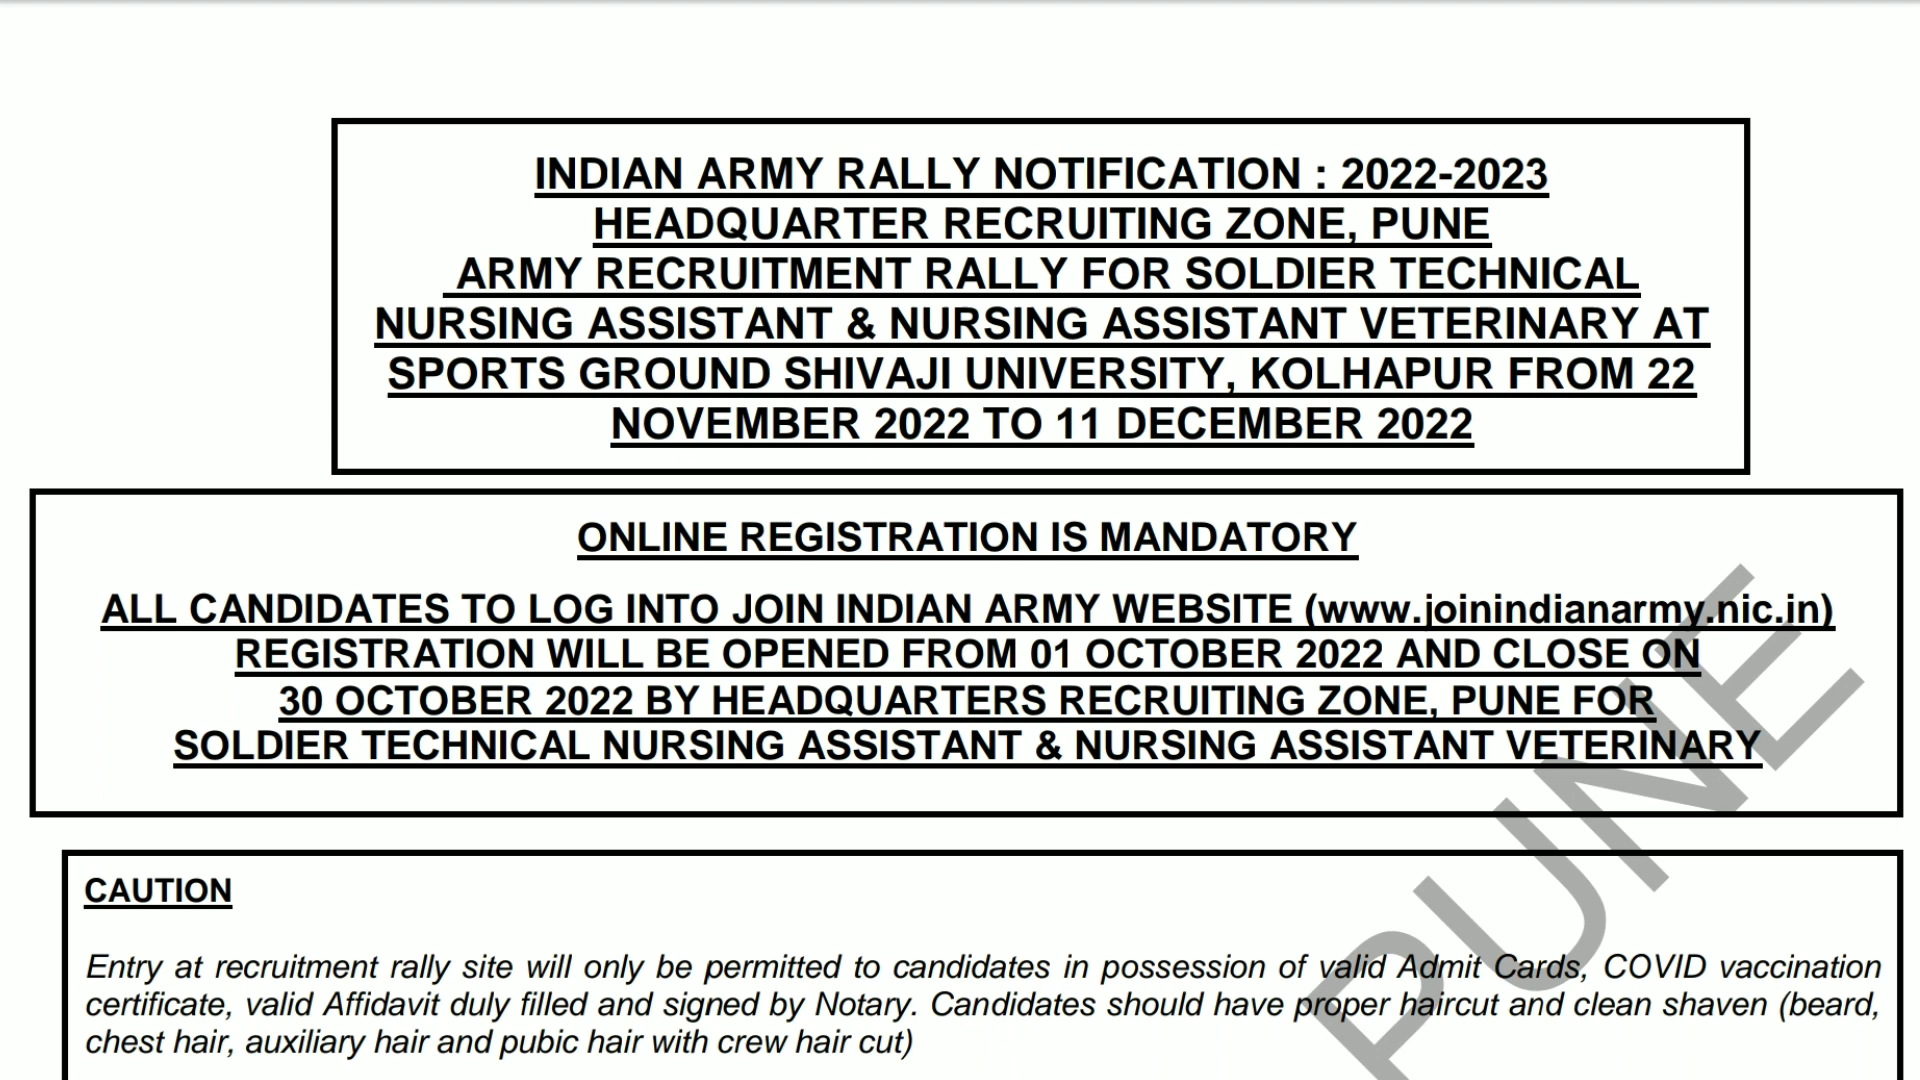 INDIAN ARMY RALLY NOTIFICATION : 2022-2023
HEADQUARTER RECRUITING ZONE, PUNE
ARMY RECRUITMENT RALLY FOR SOLDIER TECHNICAL
NURSING ASSISTANT & NURSING ASSISTANT VETERINARY AT
SPORTS GROUND SHIVAJI UNIVERSITY, KOLHAPUR FROM 22
NOVEMBER 2022 TO 11 DECEMBER 2022
ONLINE REGISTRATION IS MANDATORY
ALL CANDIDATES TO LOG INTO JOIN INDIAN ARMY WEBSITE (www.joinindianarmy.nic.in)
REGISTRATION WILL BE OPENED FROM 01 OCTOBER 2022 AND CLOSE ON
30 OCTOBER 2022 BY HEADQUARTERS RECRUITING ZONE, PUNE FOR
SOLDIER TECHNICAL NURSING ASSISTANT & NURSING ASSISTANT VETERINARY
CAUTION
Entry at recruitment rally site will only be permitted to candidates in possession of valid Admit Cards, COVID vaccination
certificate, valid Affidavit duly filled and signed by Notary. Candidates should have proper haircut and clean shaven (beard,
chest hair, auxiliary hair and pubic hair with crew hair cut)
PUNE